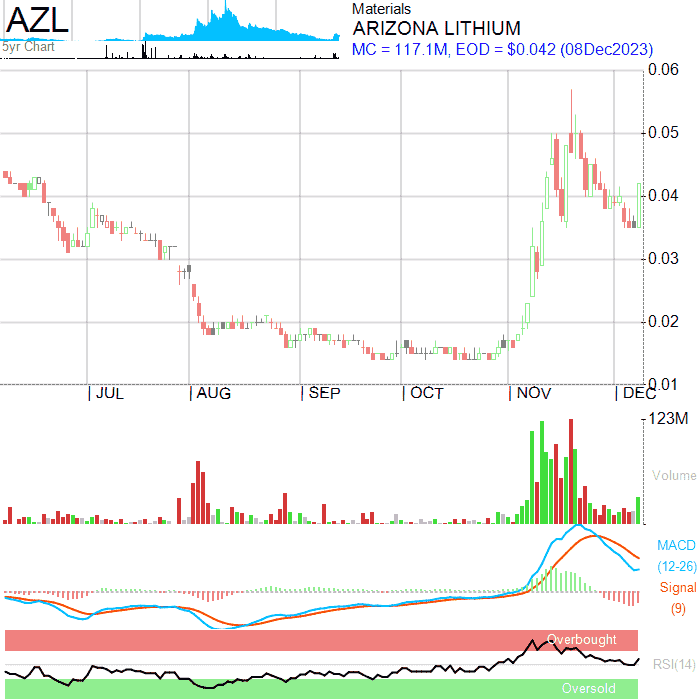 AZL
5yr Chart
Materials
ARIZONA LITHIUM
MC = 117.1M, EOD = $0.042 (08Dec2023)
0.06
0.05
0.04
0.03
0.02
0.01
JUL AUG SEP OCT NOV DEC
123M
Volume
MACD
(12-26)
Signal
(9)
Overbought
RSI(14)
Oversold